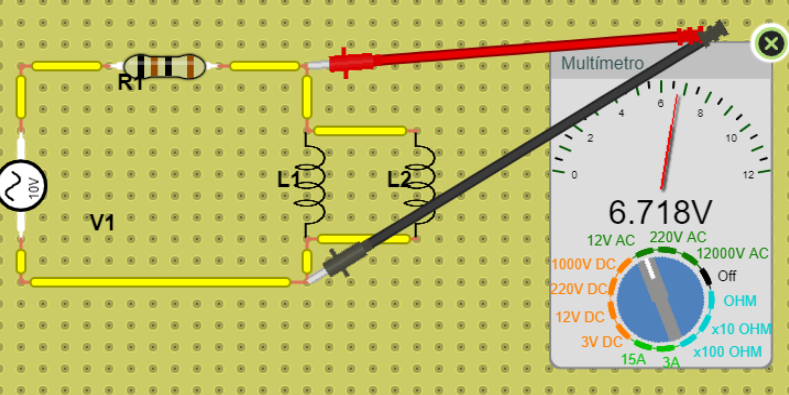 Multímetro
R1
10V
V1
L1
L2
0
2
4
6
8
10
12
6.718V
12V AC
220V AC
12000V AC
Off
OHM
x10 OHM
x100 OHM
3A
15A
3V DC
12V DC
220V DC
1000V DC